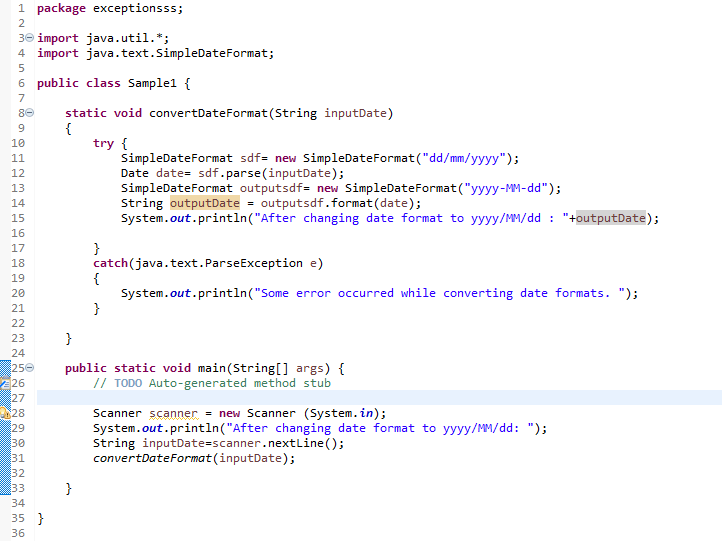 1 package exceptionsss;
2
3 import java.util.*;
4 import java.text.SimpleDateFormat;
5
6 public class Sample1 {
7
8     static void convertDateFormat(String inputDate)
9     {
10         try {
11             SimpleDateFormat sdf= new SimpleDateFormat("dd/mm/yyyy");
12             Date date= sdf.parse(inputDate);
13             SimpleDateFormat outputsdf= new SimpleDateFormat("yyyy-MM-dd");
14             String outputDate = outputsdf.format(date);
15             System.out.println("After changing date format to yyyy/MM/dd : "+outputDate);
16
17         }
18         catch(java.text.ParseException e)
19         {
20             System.out.println("Some error occurred while converting date formats. ");
21         }
22
23     }
24
25     public static void main(String[] args) {
26         // TODO Auto-generated method stub
27
28         Scanner scanner = new Scanner (System.in);
29         System.out.println("After changing date format to yyyy/MM/dd: ");
30         String inputDate=scanner.nextLine();
31         convertDateFormat(inputDate);
32
33     }
34
35 }
36